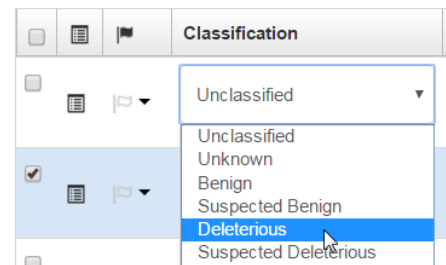 Classification
Unclassified
Unclassified
Unknown
Benign
Suspected Benign
Deleterious
Suspected Deleterious